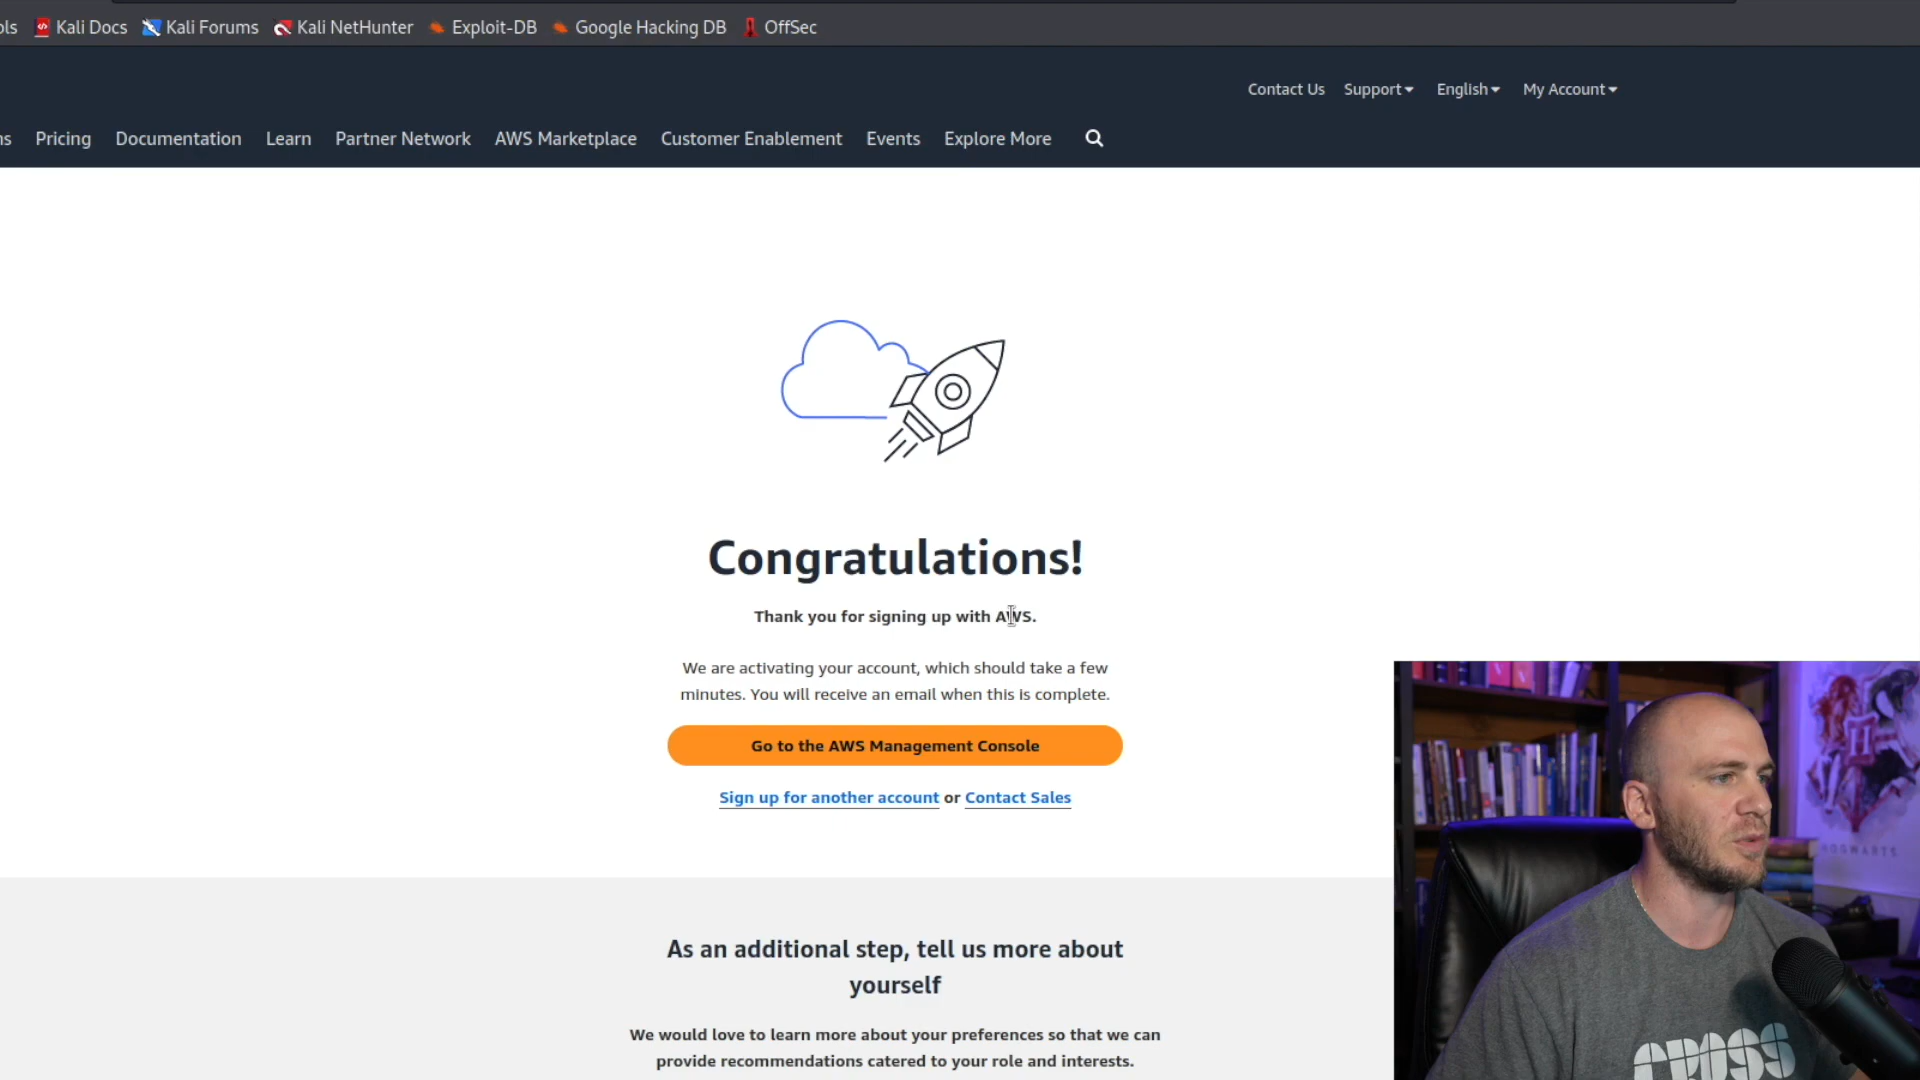 ols Kali Docs Kali Forums Kali NetHunter Exploit-DB Google Hacking DB OffSec
Contact Us Support English My Account
ns Pricing Documentation Learn Partner Network AWS Marketplace Customer Enablement Events Explore More
Congratulations!
Thank you for signing up with AWS.
We are activating your account, which should take a few
minutes. You will receive an email when this is complete.
Go to the AWS Management Console
Sign up for another account or Contact Sales
As an additional step, tell us more about
yourself
We would love to learn more about your preferences so that we can
provide recommendations catered to your role and interests.
HOGWARTS
CROSS